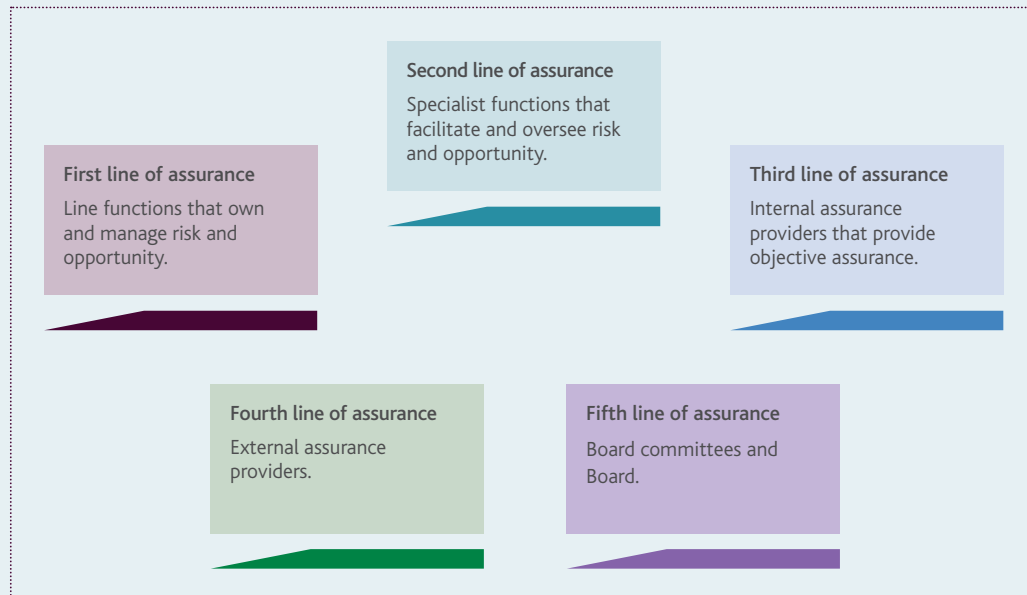 First line of assurance
Line functions that own
and manage risk and
opportunity.
Second line of assurance
Specialist functions that
facilitate and oversee risk
and opportunity.
Third line of assurance
Internal assurance
providers that provide
objective assurance.
Fourth line of assurance
External assurance
providers.
Fifth line of assurance
Board committees and
Board.